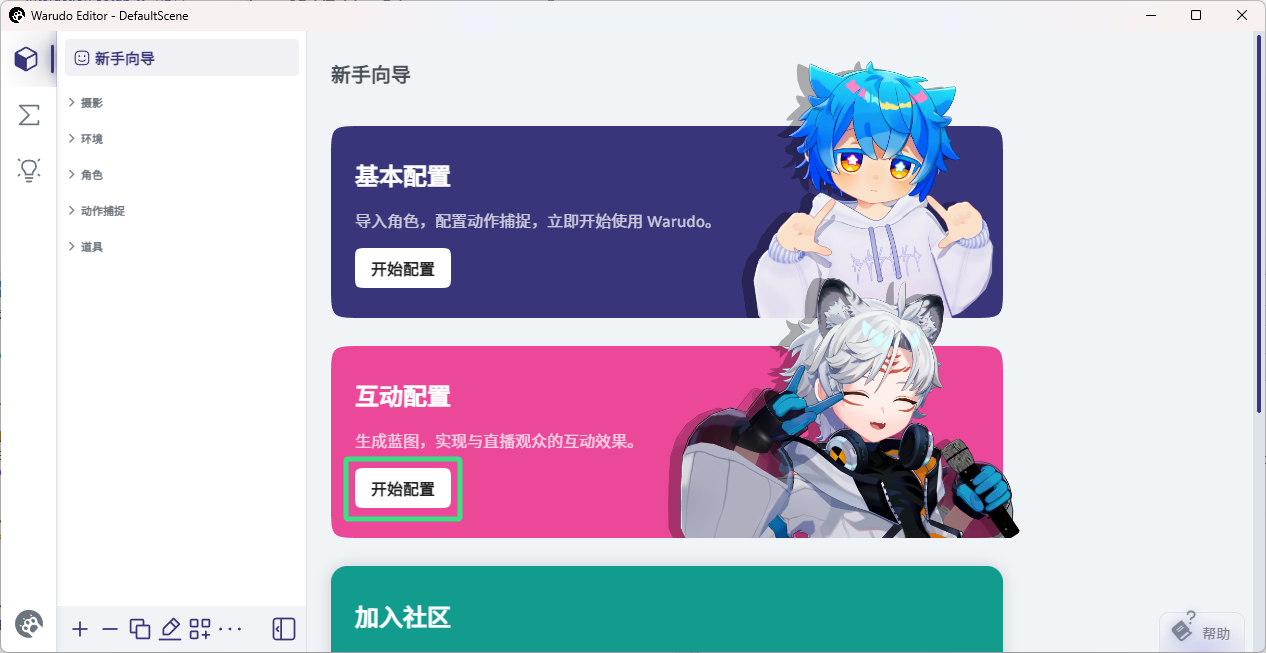 Warudo Editor - DefaultScene
新手向导
摄影
环境
角色
动作捕捉
道具
新手向导
基本配置
导入角色，配置动作捕捉，立即开始使用 Warudo。
开始配置
互动配置
生成蓝图，实现与直播观众的互动效果。
开始配置
加入社区
帮助